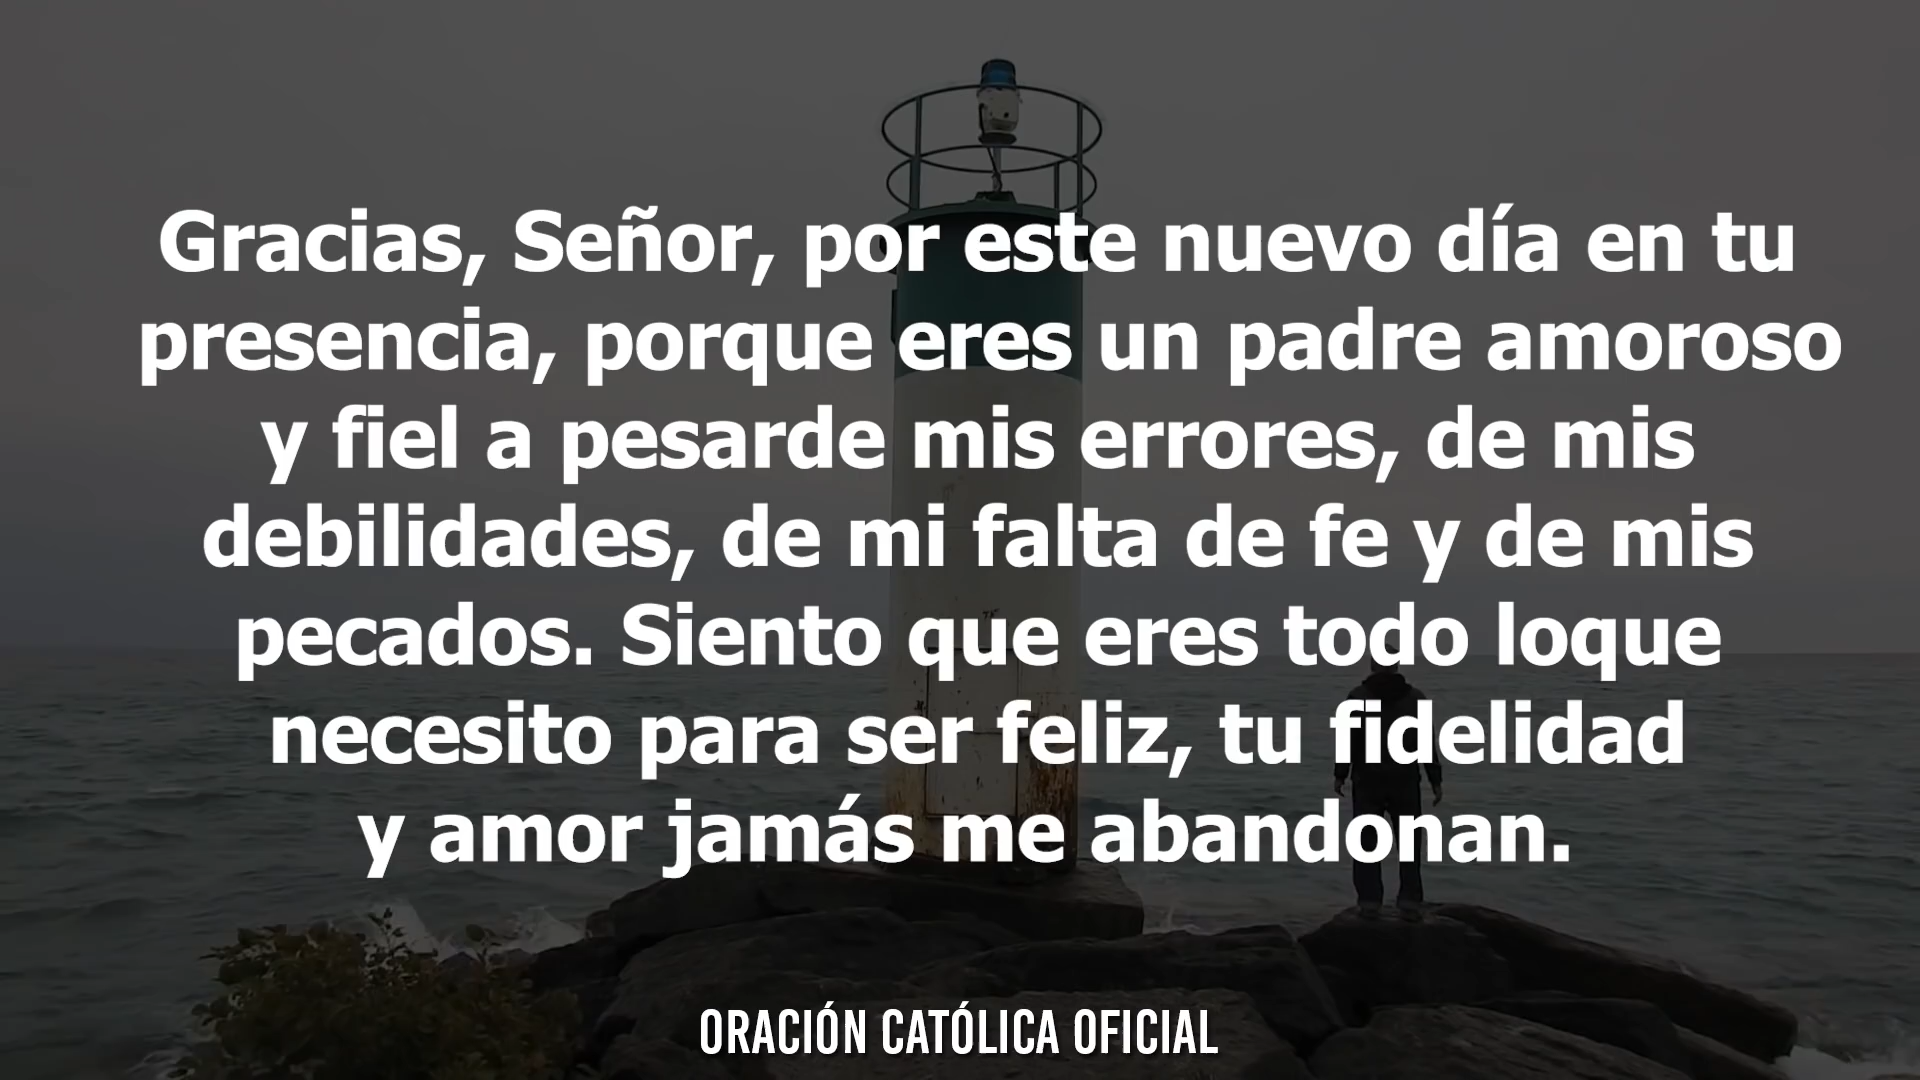 Gracias, Señor, por este nuevo día en tu
presencia, porque eres un padre amoroso
y fiel a pesarde mis errores, de mis
debilidades, de mi falta de fe y de mis
pecados. Siento que eres todo loque
necesito para ser feliz, tu fidelidad
y amor jamás me abandonan.
ORACIÓN CATÓLICA OFICIAL